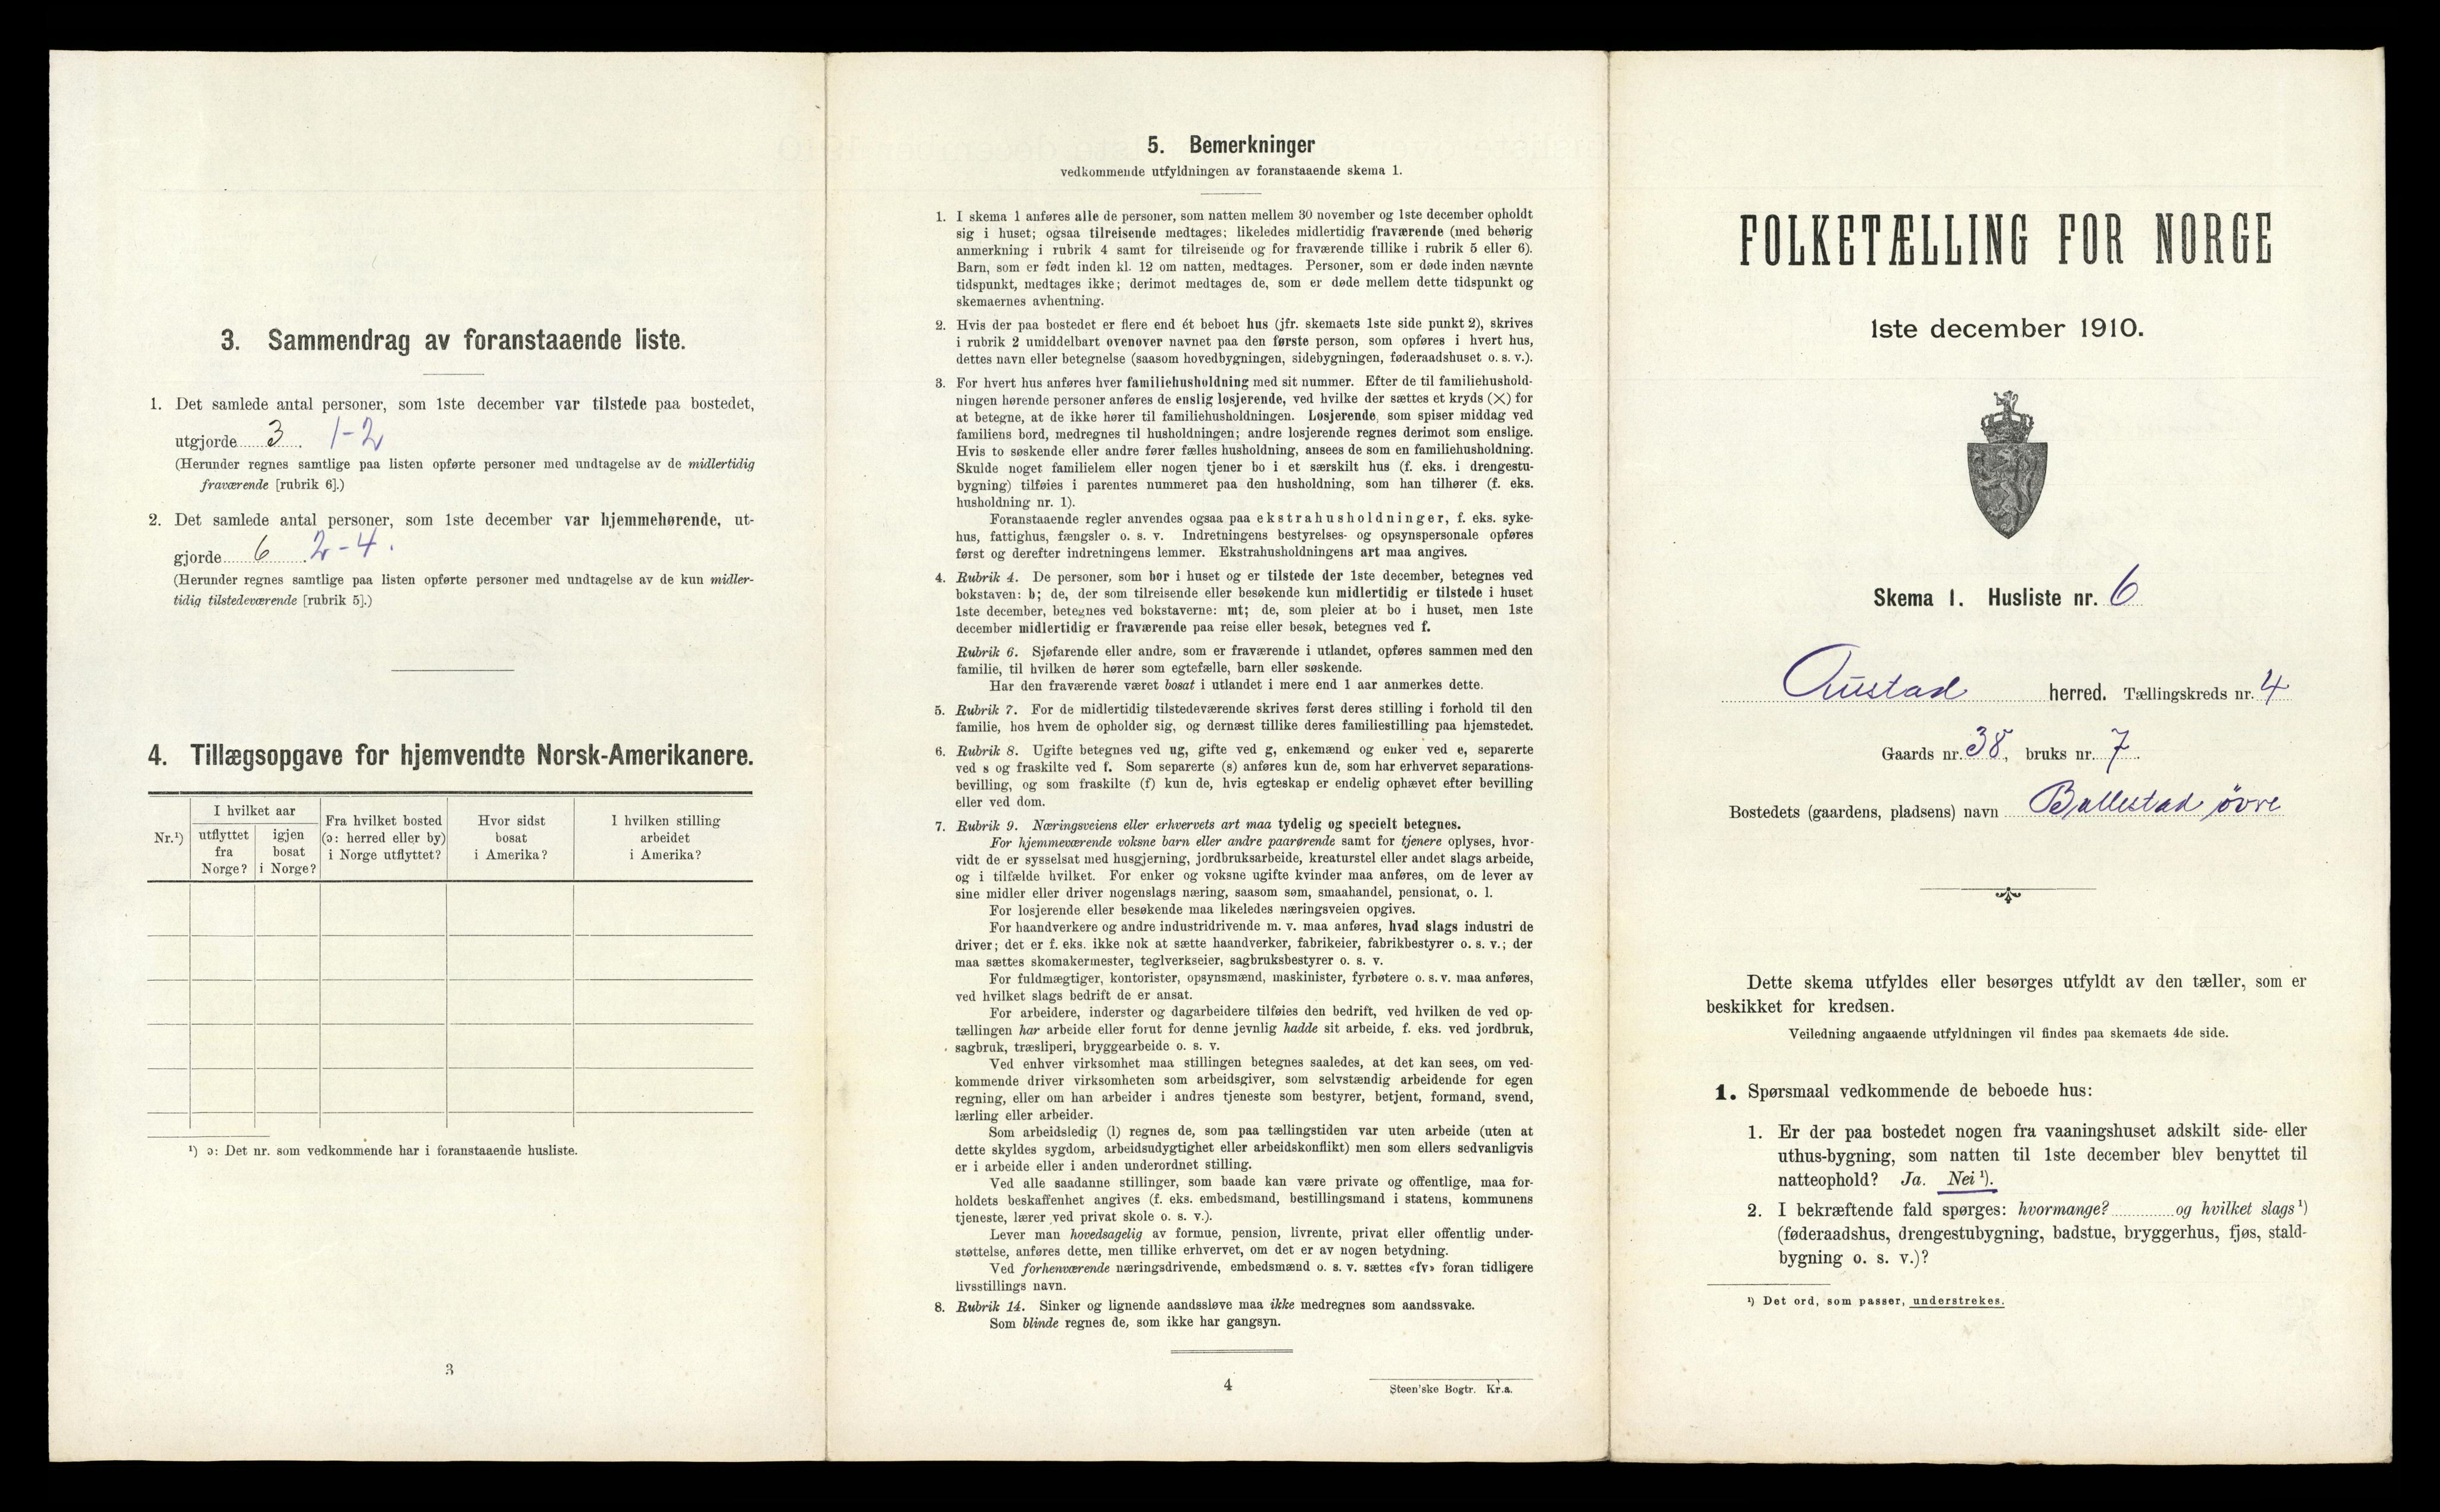 3. Sammendrag av foranstaaende liste.
1. Det samlede antal personer, som 1ste december var tilstede paa bostedet,
utgjorde 3. 1-2
(Herunder regnes samtlige paa listen opførte personer med undtagelse av de midlertidig
fraværende [rubrik 6].)
2. Det samlede antal personer, som 1ste december var hjemmehørende, ut-
gjorde 6. 2-4.
(Herunder regnes samtlige paa listen opførte personer med undtagelse av de kun midler-
tidig tilstedeværende [rubrik 5].)
4. Tillægsopgave for hjemvendte Norsk-Amerikanere.
Nr.¹)
I hvilket aar
utflyttet
fra
Norge?
igjen
bosat
i Norge?
Fra hvilket bosted
(ɔ: herred eller by)
i Norge utflyttet?
Hvor sidst
bosat
i Amerika?
I hvilken stilling
arbeidet
i Amerika?
¹) ɔ: Det nr. som vedkommende har i foranstaaende husliste.
3
5. Bemerkninger
vedkommende utfyldningen av foranstaaende skema 1.
1. I skema 1 anføres alle de personer, som natten mellem 30 november og 1ste december opholdt
sig i huset; ogsaa tilreisende medtages; likeledes midlertidig fraværende (med behørig
anmerkning i rubrik 4 samt for tilreisende og for fraværende tillike i rubrik 5 eller 6).
Barn, som er født inden kl. 12 om natten, medtages. Personer, som er døde inden nævnte
tidspunkt, medtages ikke; derimot medtages de, som er døde mellem dette tidspunkt og
skemaernes avhentning.
2. Hvis der paa bostedet er flere end ét beboet hus (jfr. skemaets 1ste side punkt 2), skrives
i rubrik 2 umiddelbart ovenover navnet paa den første person, som opføres i hvert hus,
dettes navn eller betegnelse (saasom hovedbygningen, sidebygningen, føderaadshuset o. s. v.).
3. For hvert hus anføres hver familiehusholdning med sit nummer. Efter de til familiehushold-
ningen hørende personer anføres de enslig losjerende, ved hvilke der sættes et kryds (×) for
at betegne, at de ikke hører til familiehusholdningen. Losjerende, som spiser middag ved
familiens bord, medregnes til husholdningen; andre losjerende regnes derimot som enslige.
Hvis to søskende eller andre fører fælles husholdning, ansees de som en familiehusholdning.
Skulde noget familielem eller nogen tjener bo i et særskilt hus (f. eks. i drengestu-
bygning) tilføies i parentes nummeret paa den husholdning, som han tilhører (f. eks.
husholdning nr. 1).
Foranstaaende regler anvendes ogsaa paa ekstrahusholdninger, f. eks. syke-
hus, fattighus, fængsler o. s. v. Indretningens bestyrelses- og opsynspersonale opføres
først og derefter indretningens lemmer. Ekstrahusholdningens art maa angives.
4. Rubrik 4. De personer, som bor i huset og er tilstede der 1ste december, betegnes ved
bokstaven: b; de, der som tilreisende eller besøkende kun midlertidig er tilstede i huset
1ste december, betegnes ved bokstaverne: mt; de, som pleier at bo i huset, men 1ste
december midlertidig er fraværende paa reise eller besøk, betegnes ved f.
Rubrik 6. Sjøfarende eller andre, som er fraværende i utlandet, opføres sammen med den
familie, til hvilken de hører som egtefælle, barn eller søskende.
Har den fraværende været bosat i utlandet i mere end 1 aar anmerkes dette.
5. Rubrik 7. For de midlertidig tilstedeværende skrives først deres stilling i forhold til den
familie, hos hvem de opholder sig, og dernæst tillike deres familiestilling paa hjemstedet.
6. Rubrik 8. Ugifte betegnes ved ug, gifte ved g, enkemænd og enker ved e, separerte
ved s og fraskilte ved f. Som separerte (s) anføres kun de, som har erhvervet separations-
bevilling, og som fraskilte (f) kun de, hvis egteskap er endelig ophævet efter bevilling
eller ved dom.
7. Rubrik 9. Næringsveiens eller erhvervets art maa tydelig og specielt betegnes.
For hjemmeværende voksne barn eller andre paarørende samt for tjenere oplyses, hvor-
vidt de er sysselsat med husgjerning, jordbruksarbeide, kreaturstel eller andet slags arbeide,
og i tilfælde hvilket. For enker og voksne ugifte kvinder maa anføres, om de lever av
sine midler eller driver nogenslags næring, saasom søm, smaahandel, pensionat, o. l.
For losjerende eller besøkende maa likeledes næringsveien opgives.
For haandverkere og andre industridrivende m. v. maa anføres, hvad slags industri de
driver; det er f. eks. ikke nok at sætte haandverker, fabrikeier, fabrikbestyrer o. s. v.; der
maa sættes skomakermester, teglverkseier, sagbruksbestyrer o. s. v.
For fuldmægtiger, kontorister, opsynsmænd, maskinister, fyrbøtere o. s. v. maa anføres,
ved hvilket slags bedrift de er ansat.
For arbeidere, inderster og dagarbeidere tilføies den bedrift, ved hvilken de ved op-
tællingen har arbeide eller forut for denne jevnlig hadde sit arbeide, f. eks. ved jordbruk,
sagbruk, træsliperi, bryggearbeide o. s. v.
Ved enhver virksomhet maa stillingen betegnes saaledes, at det kan sees, om ved-
kommende driver virksomheten som arbeidsgiver, som selvstændig arbeidende for egen
regning, eller om han arbeider i andres tjeneste som bestyrer, betjent, formand, svend,
lærling eller arbeider.
Som arbeidsledig (l) regnes de, som paa tællingstiden var uten arbeide (uten at
dette skyldes sygdom, arbeidsudygtighet eller arbeidskonflikt) men som ellers sedvanligvis
er i arbeide eller i anden underordnet stilling.
Ved alle saadanne stillinger, som baade kan være private og offentlige, maa for-
holdets beskaffenhet angives (f. eks. embedsmand, bestillingsmand i statens, kommunens
tjeneste, lærer ved privat skole o. s. v.).
Lever man hovedsagelig av formue, pension, livrente, privat eller offentlig under-
støttelse, anføres dette, men tillike erhvervet, om det er av nogen betydning.
Ved forhenværende næringsdrivende, embedsmænd o. s. v. sættes «fv» foran tidligere
livsstillings navn.
8. Rubrik 14. Sinker og lignende aandssløve maa ikke medregnes som aandssvake.
Som blinde regnes de, som ikke har gangsyn.
4
Steen'ske Bogtr. Kr.a.
FOLKETÆLLING FOR NORGE
1ste december 1910.
Skema 1. Husliste nr. 6
Austad herred. Tællingskreds nr. 4
Gaards nr. 38, bruks nr. 7.
Bostedets (gaardens, pladsens) navn Ballestad övre
Dette skema utfyldes eller besørges utfyldt av den tæller, som er
beskikket for kredsen.
Veiledning angaaende utfyldningen vil findes paa skemaets 4de side.
1. Spørsmaal vedkommende de beboede hus:
1. Er der paa bostedet nogen fra vaaningshuset adskilt side- eller
uthus-bygning, som natten til 1ste december blev benyttet til
natteophold? Ja. Nei ¹).
2. I bekræftende fald spørges: hvormange? og hvilket slags ¹)
(føderaadshus, drengestubygning, badstue, bryggerhus, fjøs, stald-
bygning o. s. v.)?
¹) Det ord, som passer, understrekes.